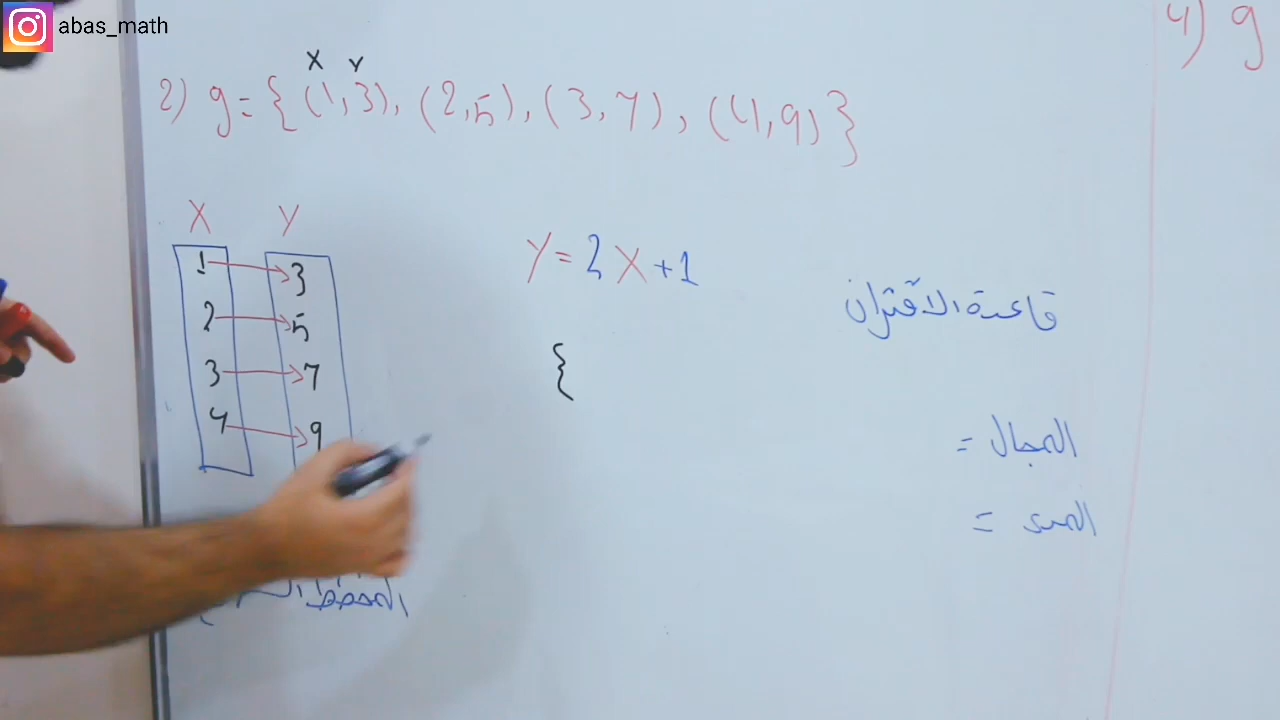 abas_math
4) g
X Y
2) g = { (1,3), (2,5), (3,7), (4,9) }
X Y
1 3
2 5
3 7
4 9
Y = 2X+1
قاعدة الاقتران
{
المجال =
المدى =
المخطط